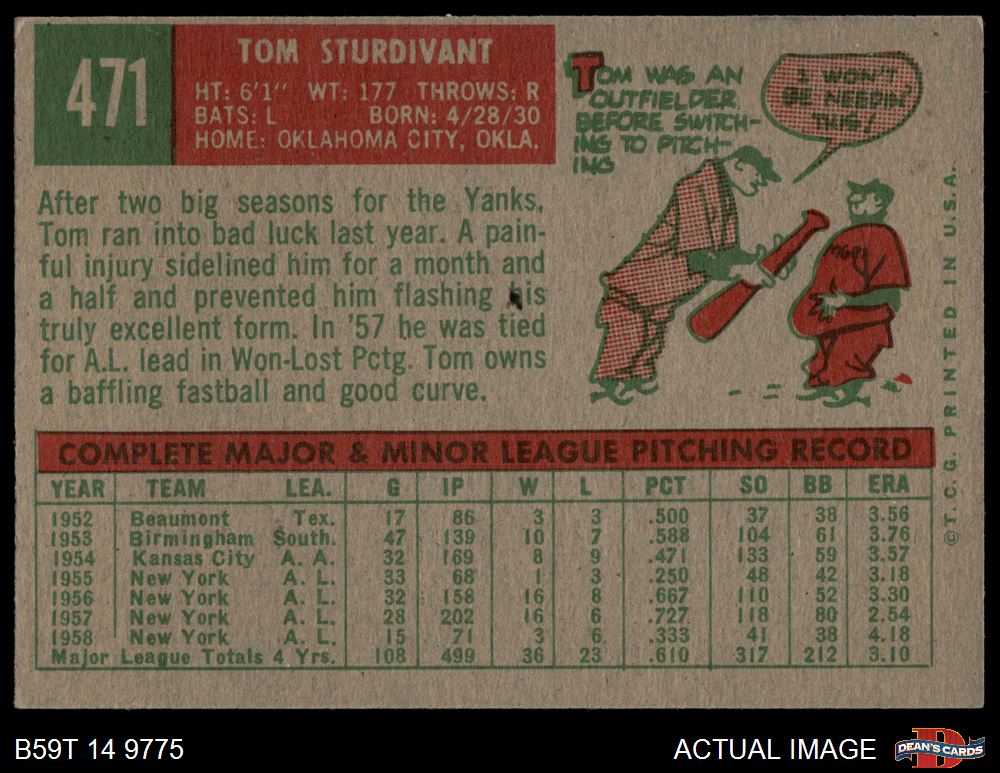 471
TOM STURDIVANT
HT: 6'1" WT: 177 THROWS: R
BATS: L BORN: 4/28/30
HOME: OKLAHOMA CITY, OKLA.
TOM WAS AN
OUTFIELDER
BEFORE SWITCH-
ING TO PITCH-
ING
I WON'T
BE NEEDIN'
THIS!
After two big seasons for the Yanks,
Tom ran into bad luck last year. A pain-
ful injury sidelined him for a month and
a half and prevented him flashing his
truly excellent form. In '57 he was tied
for A.L. lead in Won-Lost Pctg. Tom owns
a baffling fastball and good curve.
COMPLETE MAJOR & MINOR LEAGUE PITCHING RECORD
YEAR TEAM LEA. G IP W L PCT SO BB ERA
1952 Beaumont Tex. 17 86 3 3 .500 37 38 3.56
1953 Birmingham South. 47 139 10 7 .588 104 61 3.76
1954 Kansas City A. A. 32 169 8 9 .471 133 59 3.57
1955 New York A. L. 33 68 1 3 .250 48 42 3.18
1956 New York A. L. 32 158 16 8 .667 110 52 3.30
1957 New York A. L. 28 202 16 6 .727 118 80 2.54
1958 New York A. L. 15 71 3 6 .333 41 38 4.18
Major League Totals 4 Yrs. 108 499 36 23 .610 317 212 3.10
©T. C. G. PRINTED IN U.S.A.
B59T 14 9775
ACTUAL IMAGE
DEAN'S CARDS